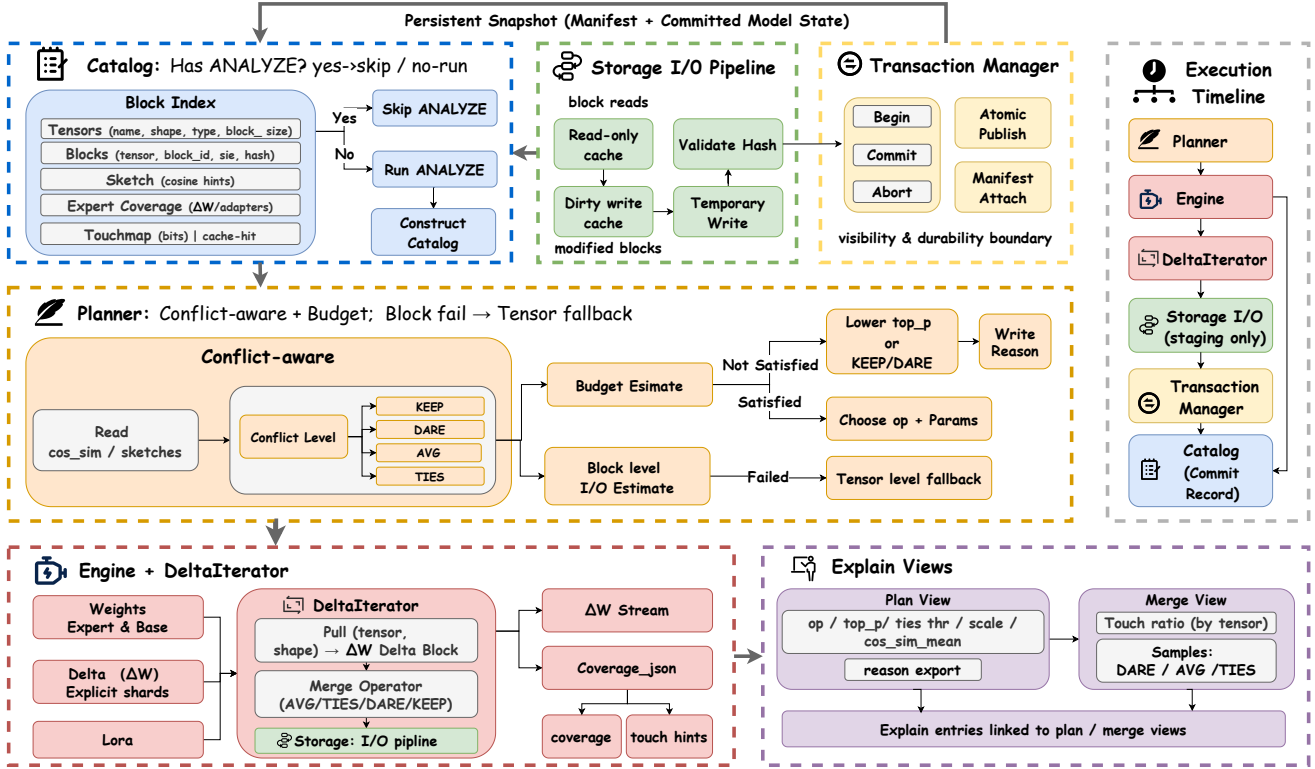 Persistent Snapshot (Manifest + Committed Model State)
Catalog: Has ANALYZE? yes->skip / no-run
Block Index
Tensors (name, shape, type, block_ size)
Blocks (tensor, block_id, sie, hash)
Sketch (cosine hints)
Expert Coverage (ΔW/adapters)
Touchmap (bits) | cache-hit
Yes
No
Skip ANALYZE
Run ANALYZE
Construct
Catalog
Storage I/O Pipeline
block reads
Read-only
cache
Validate Hash
Dirty write
cache
Temporary
Write
modified blocks
Transaction Manager
Begin
Commit
Abort
Atomic
Publish
Manifest
Attach
visibility & durability boundary
Execution
Timeline
Planner
Engine
DeltaIterator
Storage I/O
(staging only)
Transaction
Manager
Catalog
(Commit
Record)
Planner: Conflict-aware + Budget; Block fail → Tensor fallback
Conflict-aware
Read
cos_sim / sketches
Conflict Level
KEEP
DARE
AVG
TIES
Budget Esimate
Not Satisfied
Satisfied
Lower top_p
or
KEEP/DARE
Write
Reason
Choose op + Params
Block level
I/O Estimate
Failed
Tensor level fallback
Engine + DeltaIterator
Weights
Expert & Base
Delta (ΔW)
Explicit shards
Lora
DeltaIterator
Pull (tensor,
shape) → ΔW Delta Block
Merge Operator
(AVG/TIES/DARE/KEEP)
Storage: I/O pipline
ΔW Stream
Coverage_json
coverage
touch hints
Explain Views
Plan View
op / top_p/ ties thr / scale /
cos_sim_mean
reason export
Merge View
Touch ratio (by tensor)
Samples:
DARE / AVG /TIES
Explain entries linked to plan / merge views